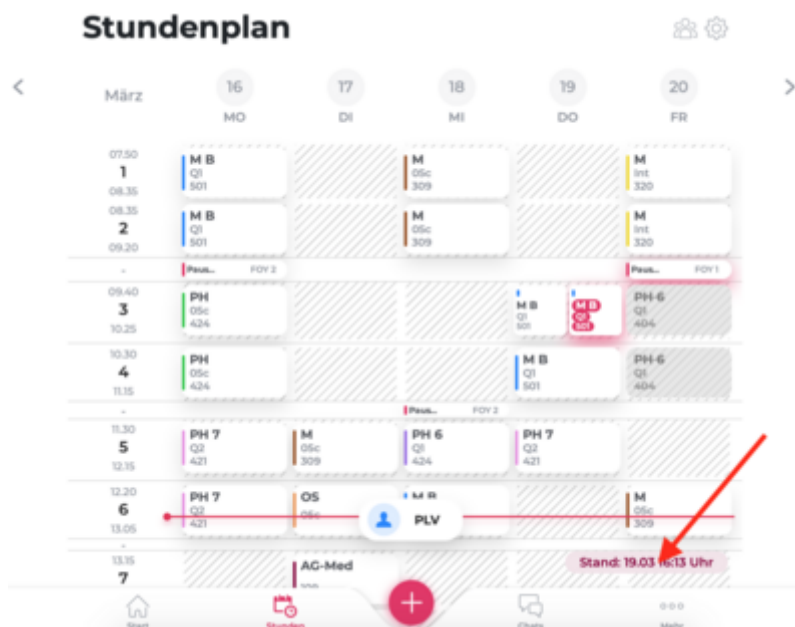 Stundenplan
März
16
MO
17
DI
18
MI
19
DO
20
FR
07.50
1
08.35
M B
Q1
501
M
05c
309
M
Int
320
08.35
2
09.20
M B
Q1
501
M
05c
309
M
Int
320
-
Paus... FOY 2
Paus... FOY 1
09.40
3
10.25
PH
05c
424
M B
Q1
501
M B
Q1
501
PH 6
Q1
404
10.30
4
11.15
PH
05c
424
M B
Q1
501
PH 6
Q1
404
-
Paus... FOY 2
11.30
5
12.15
PH 7
Q2
421
M
05c
309
PH 6
Q1
424
PH 7
Q2
421
12.20
6
13.05
PH 7
Q2
421
OS
05c
M B
PLV
M
05c
309
-
13.15
7
AG-Med
Stand: 19.03 16:13 Uhr
Start
Stunden
Chats
Mehr